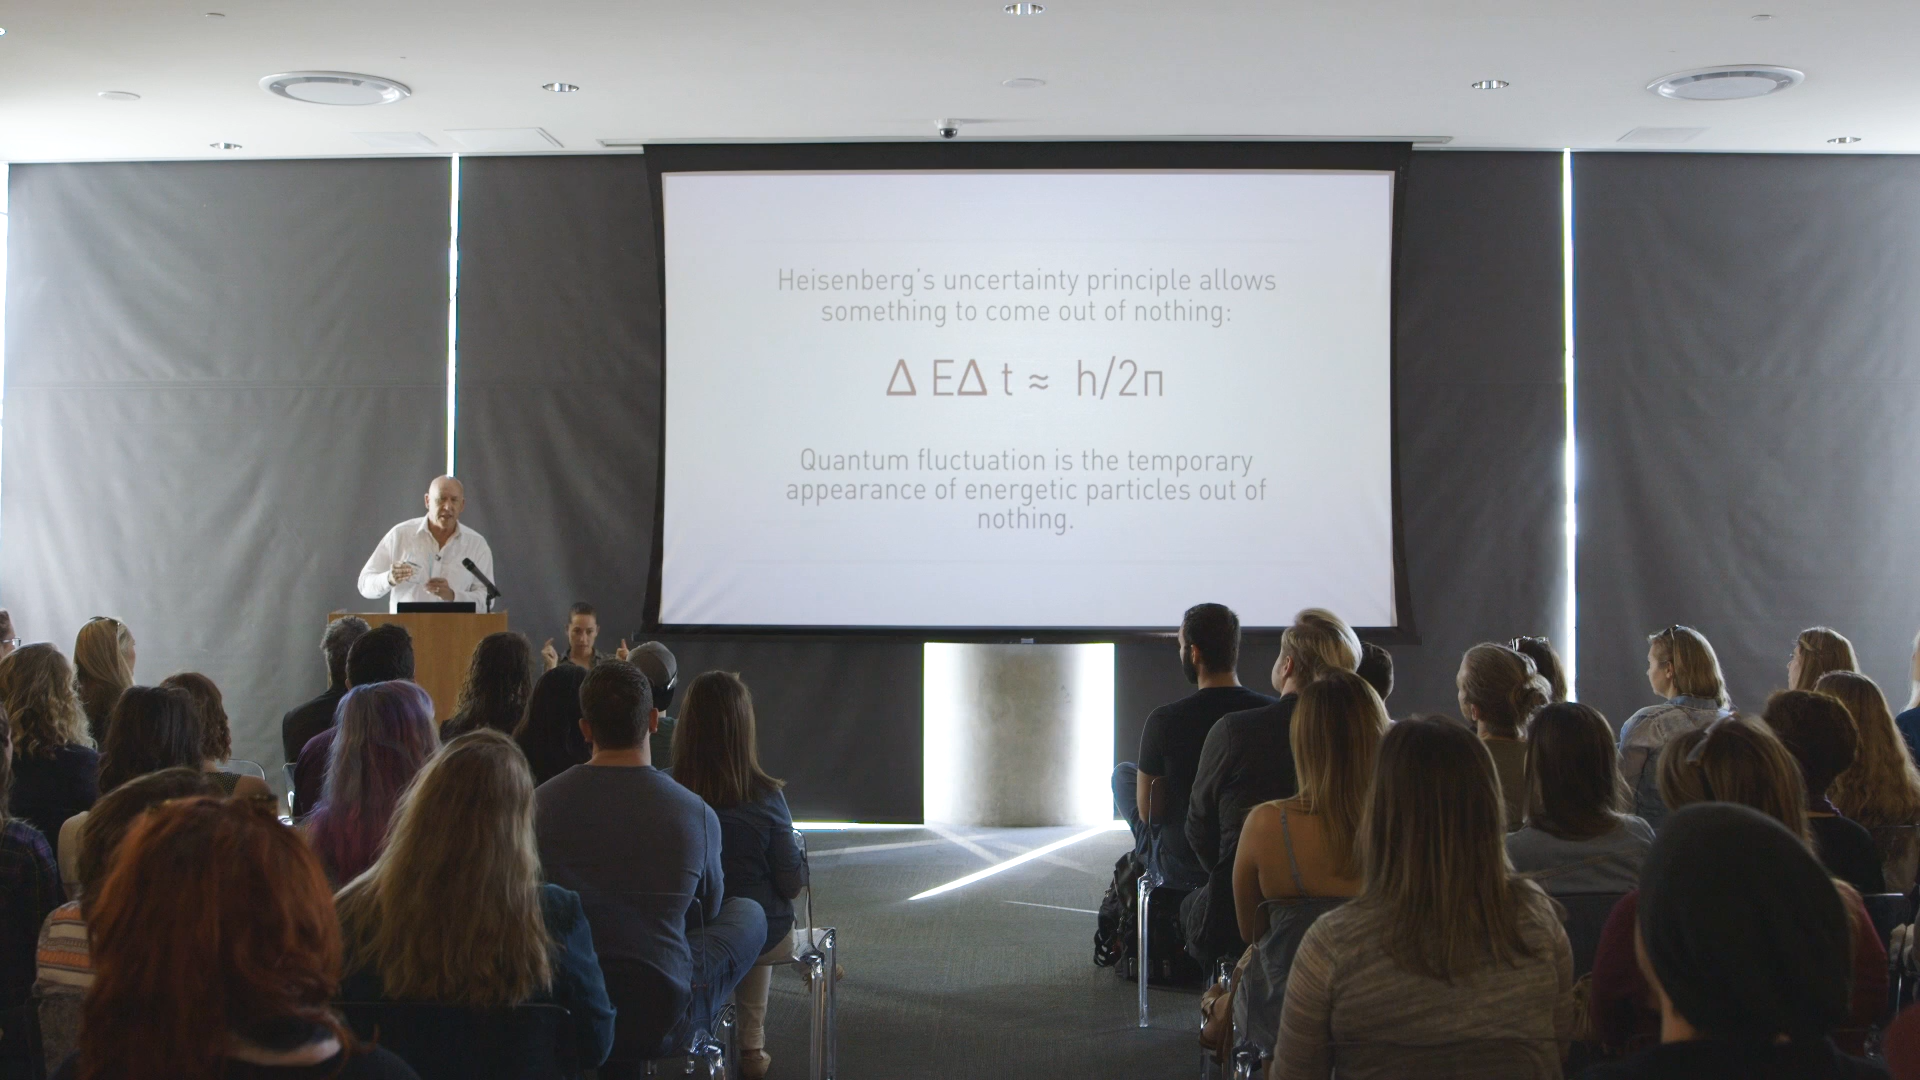 Heisenberg's uncertainty principle allows
something to come out of nothing:
Δ EΔ t ≈ h/2π
Quantum fluctuation is the temporary
appearance of energetic particles out of
nothing.